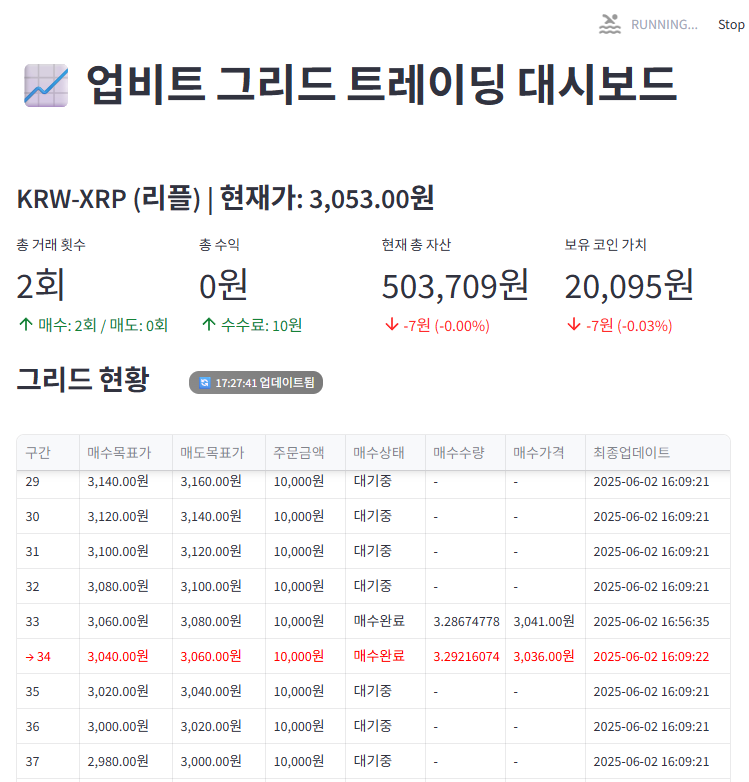 RUNNING... Stop
업비트 그리드 트레이딩 대시보드
KRW-XRP (리플) | 현재가: 3,053.00원
총 거래 횟수 총 수익 현재 총 자산 보유 코인 가치
2회 0원 503,709원 20,095원
↑ 매수: 2회 / 매도: 0회 ↑ 수수료: 10원 ↓ -7원 (-0.00%) ↓ -7원 (-0.03%)
그리드 현황 17:27:41 업데이트됨
구간 매수목표가 매도목표가 주문금액 매수상태 매수수량 매수가격 최종업데이트
29 3,140.00원 3,160.00원 10,000원 대기중 - - 2025-06-02 16:09:21
30 3,120.00원 3,140.00원 10,000원 대기중 - - 2025-06-02 16:09:21
31 3,100.00원 3,120.00원 10,000원 대기중 - - 2025-06-02 16:09:21
32 3,080.00원 3,100.00원 10,000원 대기중 - - 2025-06-02 16:09:21
33 3,060.00원 3,080.00원 10,000원 매수완료 3.28674778 3,041.00원 2025-06-02 16:56:35
→ 34 3,040.00원 3,060.00원 10,000원 매수완료 3.29216074 3,036.00원 2025-06-02 16:09:22
35 3,020.00원 3,040.00원 10,000원 대기중 - - 2025-06-02 16:09:21
36 3,000.00원 3,020.00원 10,000원 대기중 - - 2025-06-02 16:09:21
37 2,980.00원 3,000.00원 10,000원 대기중 - - 2025-06-02 16:09:21